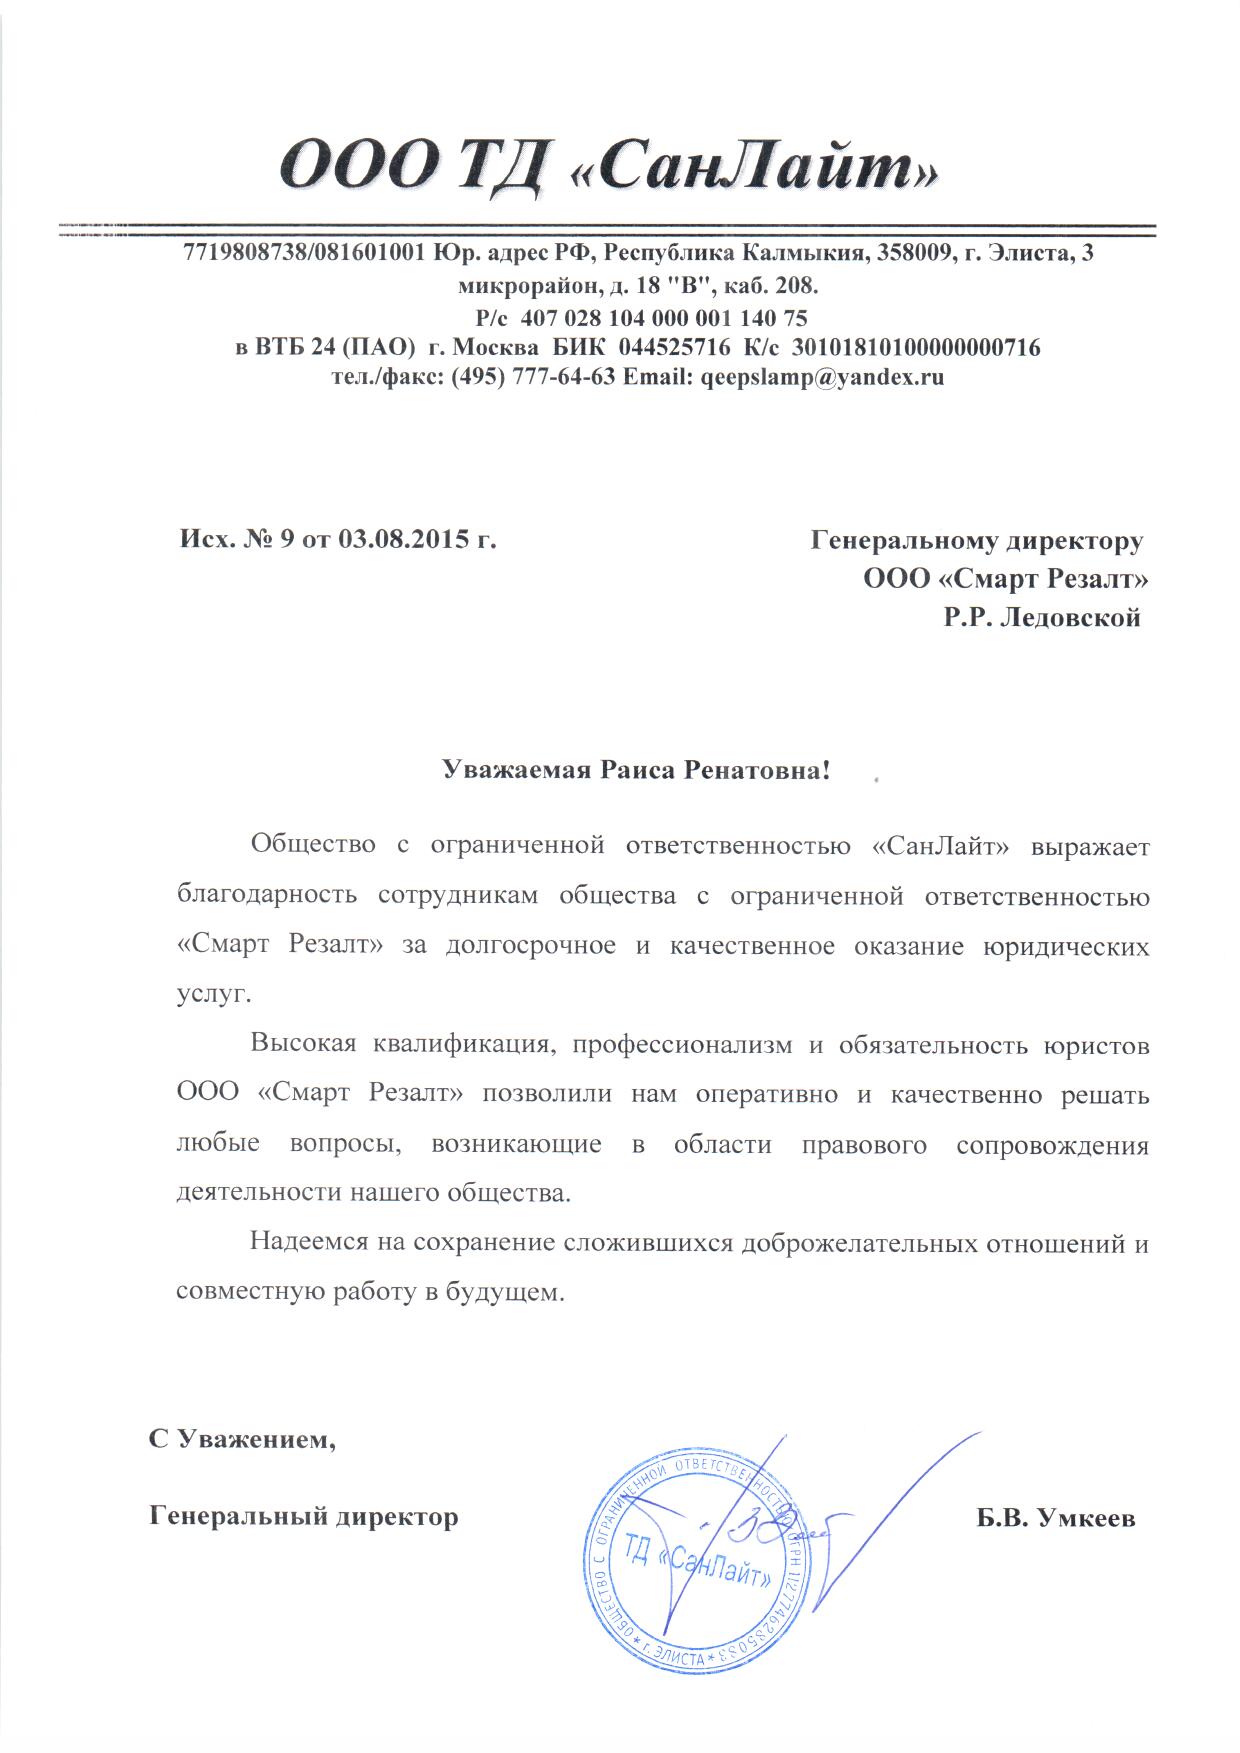 ООО ТД «СанЛайт»
7719808738/081601001 Юр. адрес РФ, Республика Калмыкия, 358009, г. Элиста, 3
микрорайон, д. 18 "В", каб. 208.
Р/с 407 028 104 000 001 140 75
в ВТБ 24 (ПАО) г. Москва БИК 044525716 К/с 30101810100000000716
тел./факс: (495) 777-64-63 Email: qeepslamp@yandex.ru
Исх. № 9 от 03.08.2015 г.
Генеральному директору
ООО «Смарт Резалт»
Р.Р. Ледовской
Уважаемая Раиса Ренатовна!
Общество с ограниченной ответственностью «СанЛайт» выражает
благодарность сотрудникам общества с ограниченной ответственностью
«Смарт Резалт» за долгосрочное и качественное оказание юридических
услуг.
Высокая квалификация, профессионализм и обязательность юристов
ООО «Смарт Резалт» позволили нам оперативно и качественно решать
любые вопросы, возникающие в области правового сопровождения
деятельности нашего общества.
Надеемся на сохранение сложившихся доброжелательных отношений и
совместную работу в будущем.
С Уважением,
Генеральный директор
Б.В. Умкеев
ОБЩЕСТВО С ОГРАНИЧЕННОЙ ОТВЕТСТВЕННОСТЬЮ * ОГРН 1127746285033 * г. ЭЛИСТА *
ТД «СанЛайт»